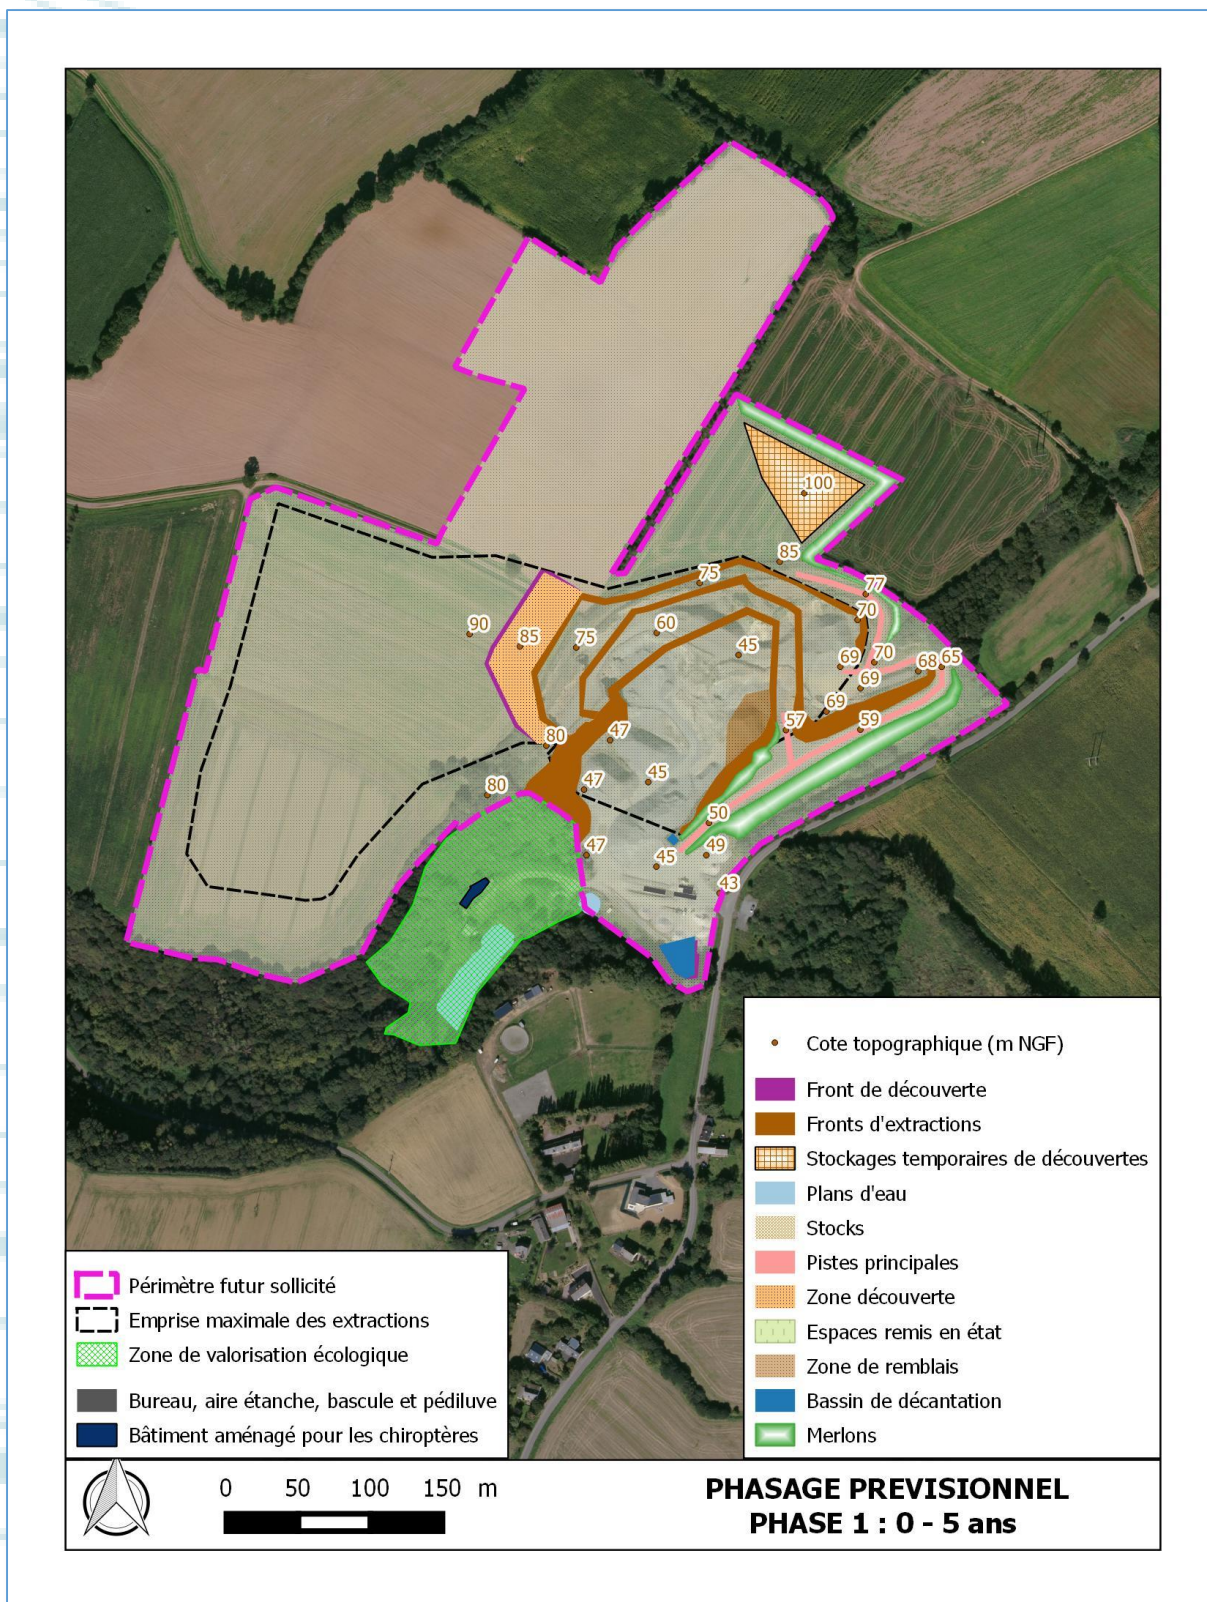 100
85
75
77
70
90
85
75
60
45
69
70
68
65
69
69
57
59
80
47
80
47
45
50
47
45
49
43
Cote topographique (m NGF)
Front de découverte
Fronts d'extractions
Stockages temporaires de découvertes
Plans d'eau
Stocks
Pistes principales
Zone découverte
Espaces remis en état
Zone de remblais
Bassin de décantation
Merlons
Périmètre futur sollicité
Emprise maximale des extractions
Zone de valorisation écologique
Bureau, aire étanche, bascule et pédiluve
Bâtiment aménagé pour les chiroptères
0 50 100 150 m
PHASAGE PREVISIONNEL
PHASE 1 : 0 - 5 ans